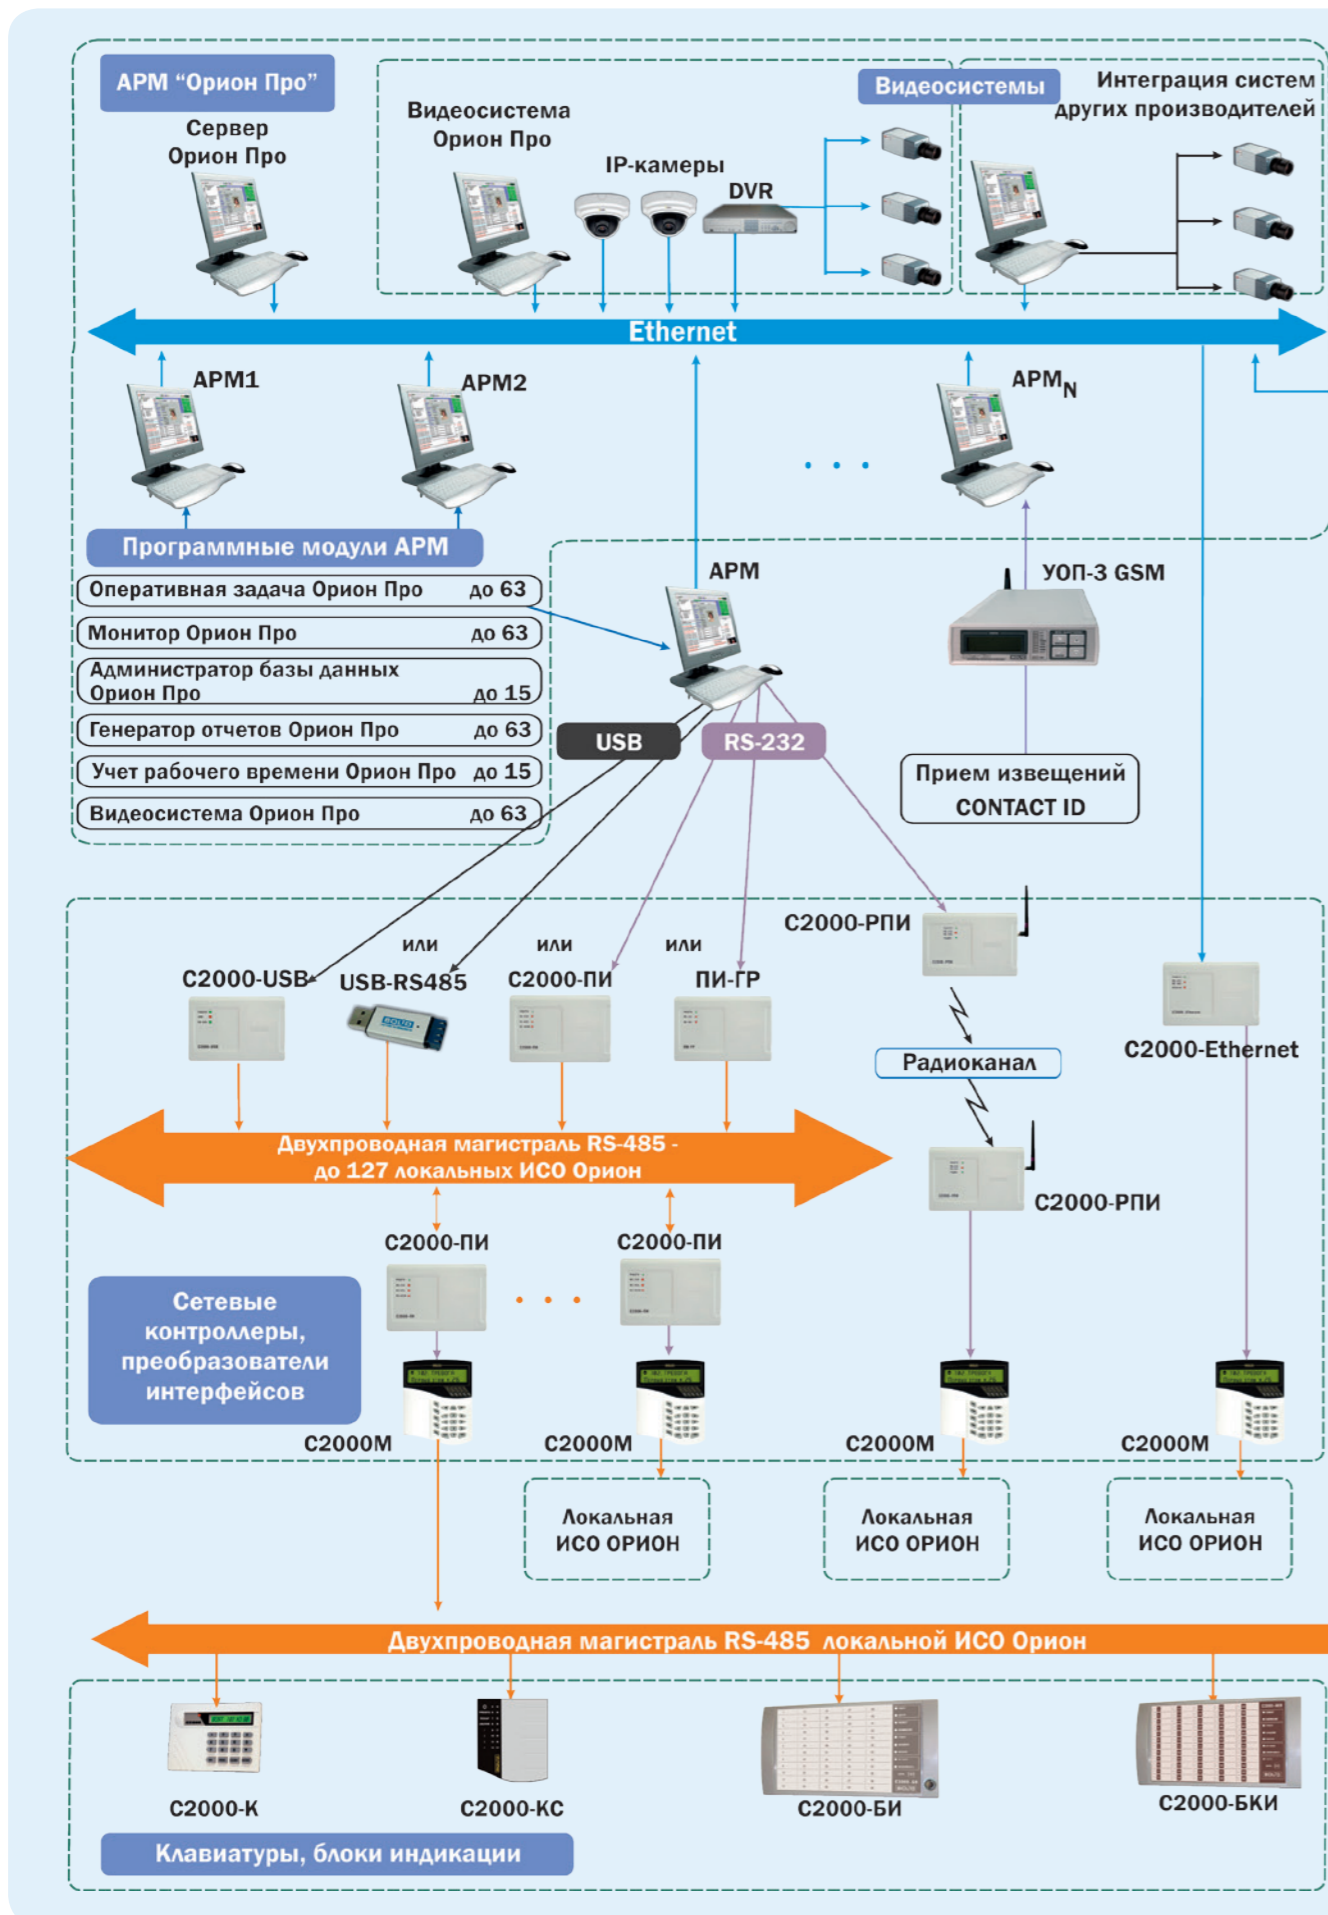 АРМ “Орион Про”
Сервер
Орион Про
Видеосистема
Орион Про
IP-камеры
DVR
Видеосистемы
Интеграция систем
других производителей
Ethernet
АРМ1
АРМ2
АРМN
Программные модули АРМ
Оперативная задача Орион Про до 63
Монитор Орион Про до 63
Администратор базы данных
Орион Про до 15
Генератор отчетов Орион Про до 63
Учет рабочего времени Орион Про до 15
Видеосистема Орион Про до 63
АРМ
УОП-3 GSM
USB
RS-232
Прием извещений
CONTACT ID
С2000-USB
или
USB-RS485
или
С2000-ПИ
или
ПИ-ГР
С2000-РПИ
Радиоканал
С2000-РПИ
С2000-Ethernet
Двухпроводная магистраль RS-485 -
до 127 локальных ИСО Орион
С2000-ПИ
С2000-ПИ
Сетевые
контроллеры,
преобразователи
интерфейсов
С2000М
С2000М
С2000М
С2000М
Локальная
ИСО ОРИОН
Локальная
ИСО ОРИОН
Локальная
ИСО ОРИОН
Двухпроводная магистраль RS-485 локальной ИСО Орион
С2000-К
С2000-КС
С2000-БИ
С2000-БКИ
Клавиатуры, блоки индикации